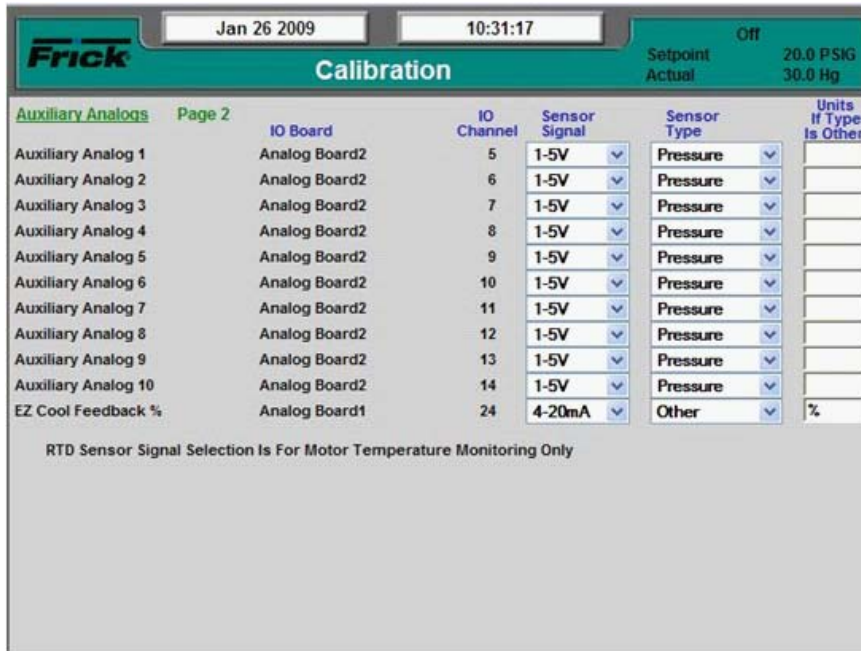 Jan 26 2009 10:31:17 Off
Frick Calibration
Setpoint 20.0 PSIG
Actual 30.0 Hg
Auxiliary Analogs Page 2
IO Board IO Channel Sensor Signal Sensor Type Units If Type Is Other
Auxiliary Analog 1 Analog Board2 5 1-5V Pressure
Auxiliary Analog 2 Analog Board2 6 1-5V Pressure
Auxiliary Analog 3 Analog Board2 7 1-5V Pressure
Auxiliary Analog 4 Analog Board2 8 1-5V Pressure
Auxiliary Analog 5 Analog Board2 9 1-5V Pressure
Auxiliary Analog 6 Analog Board2 10 1-5V Pressure
Auxiliary Analog 7 Analog Board2 11 1-5V Pressure
Auxiliary Analog 8 Analog Board2 12 1-5V Pressure
Auxiliary Analog 9 Analog Board2 13 1-5V Pressure
Auxiliary Analog 10 Analog Board2 14 1-5V Pressure
EZ Cool Feedback % Analog Board1 24 4-20mA Other %
RTD Sensor Signal Selection Is For Motor Temperature Monitoring Only